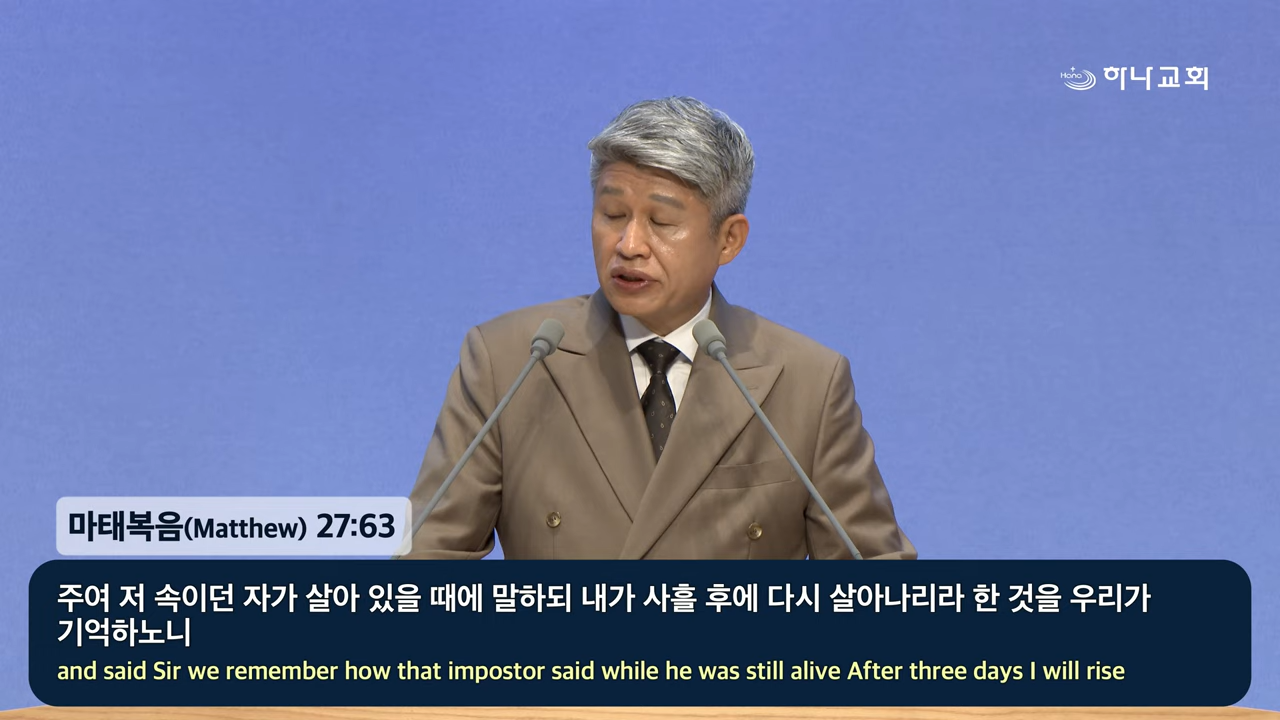 Hana 하나교회
마태복음(Matthew) 27:63
주여 저 속이던 자가 살아 있을 때에 말하되 내가 사흘 후에 다시 살아나리라 한 것을 우리가
기억하노니
and said Sir we remember how that impostor said while he was still alive After three days I will rise